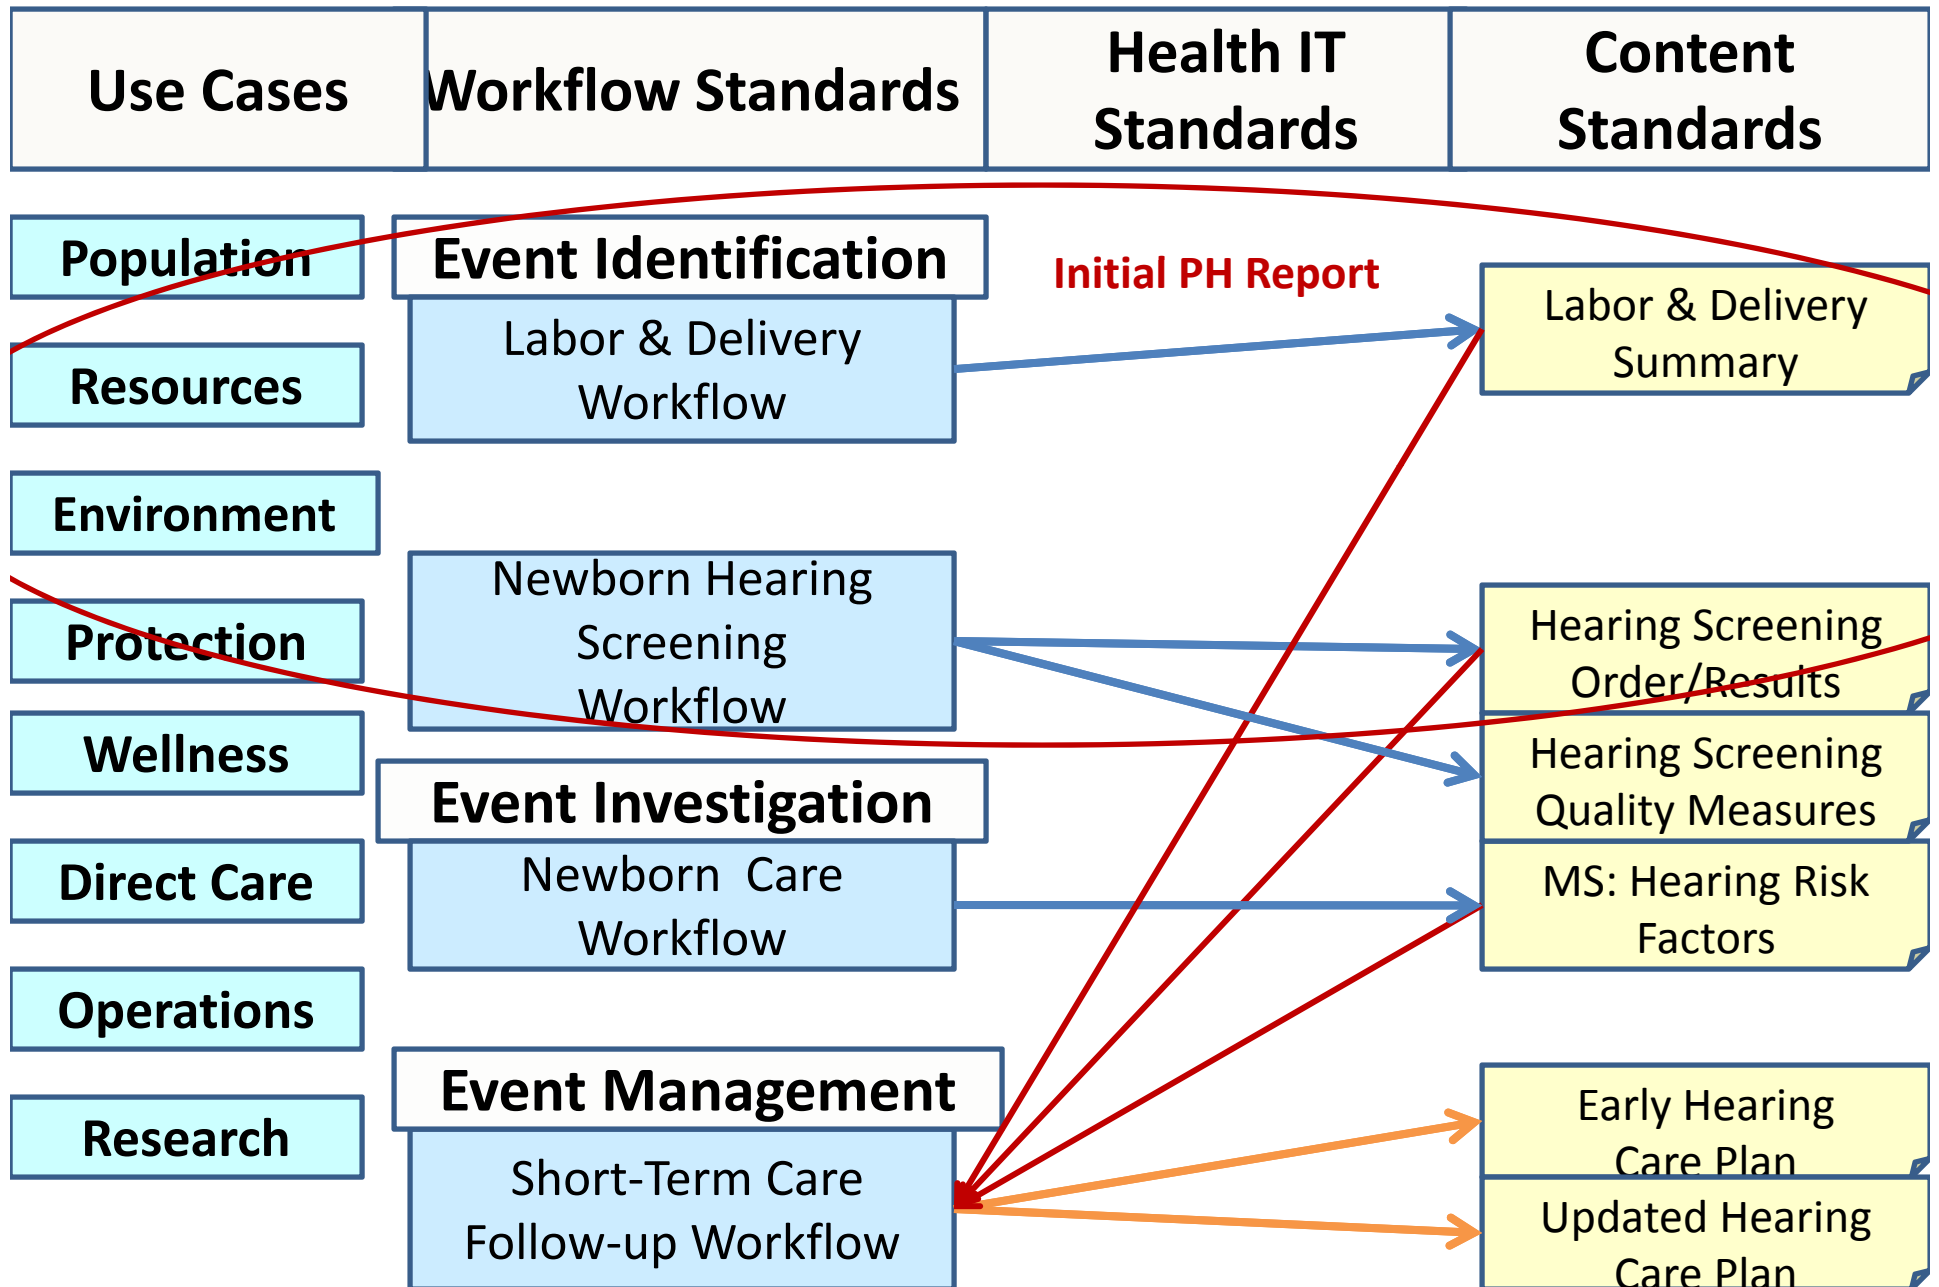 Use Cases
Workflow Standards
Health IT
Standards
Content
Standards
Population
Resources
Environment
Protection
Wellness
Direct Care
Operations
Research
Event Identification
Labor & Delivery
Workflow
Newborn Hearing
Screening
Workflow
Event Investigation
Newborn Care
Workflow
Event Management
Short-Term Care
Follow-up Workflow
Initial PH Report
Labor & Delivery
Summary
Hearing Screening
Order/Results
Hearing Screening
Quality Measures
MS: Hearing Risk
Factors
Early Hearing
Care Plan
Updated Hearing
Care Plan